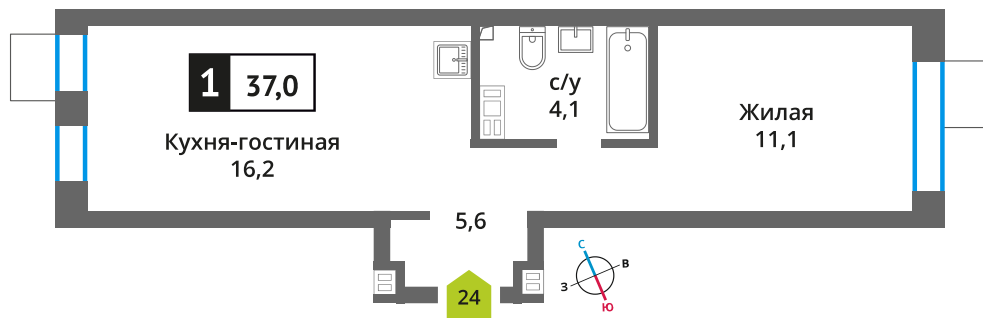 1 37,0
Кухня-гостиная
16,2
с/у
4,1
Жилая
11,1
5,6
24
С
В
З
Ю